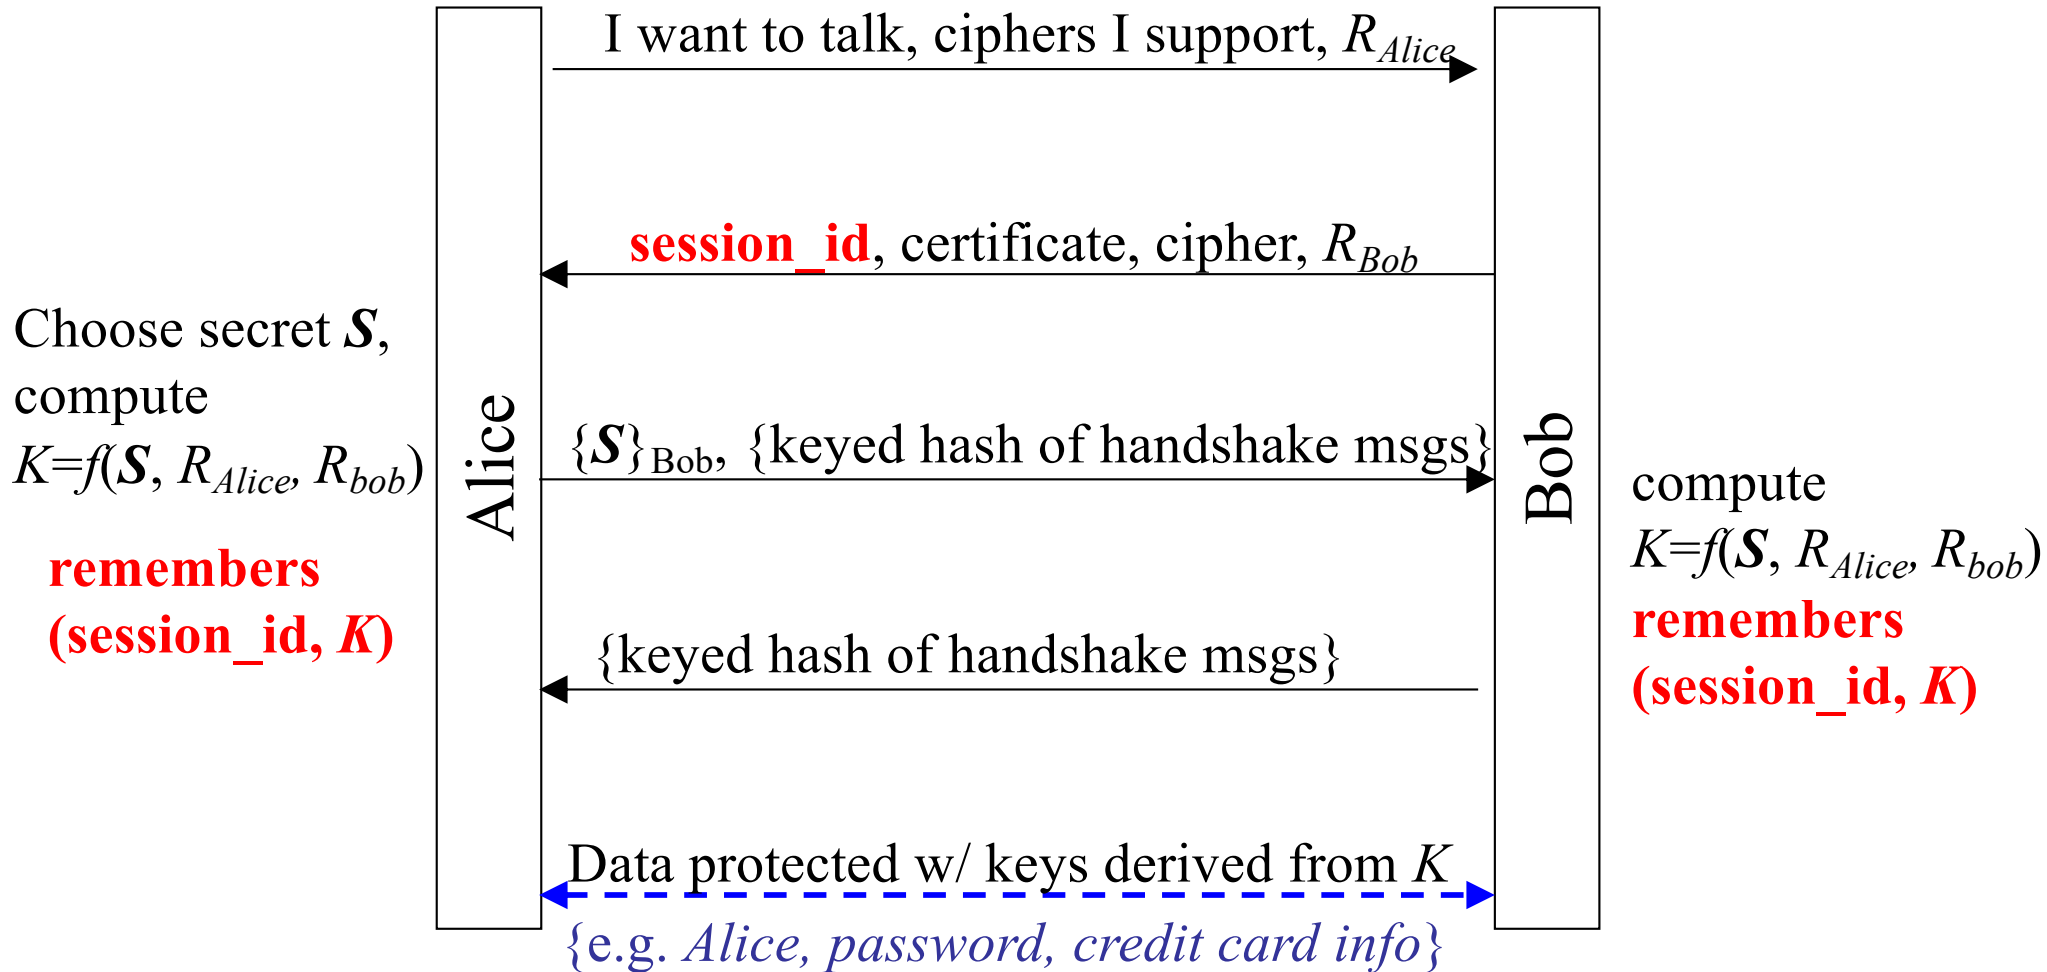 I want to talk, ciphers I support, R_Alice
session_id, certificate, cipher, R_Bob
Choose secret S,
compute
K=f(S, R_Alice, R_bob)
remembers
(session_id, K)
Alice
{S}_Bob, {keyed hash of handshake msgs}
Bob
compute
K=f(S, R_Alice, R_bob)
remembers
(session_id, K)
{keyed hash of handshake msgs}
Data protected w/ keys derived from K
{e.g. Alice, password, credit card info}